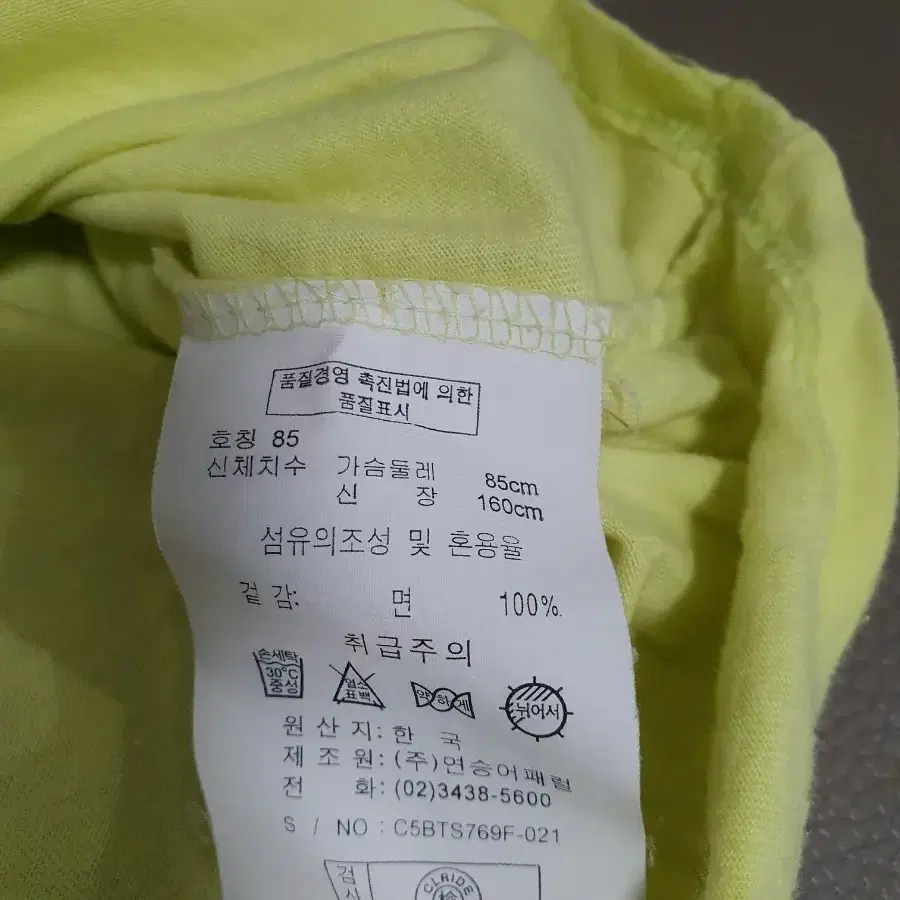 품질경영 촉진법에 의한
품질표시
호칭 85
신체치수 가슴둘레 85cm
신 장 160cm
섬유의조성 및 혼용율
겉 감: 면 100%.
취급주의
손세탁
30°C
중성
염소
표백
약하게
뉘어서
원 산 지: 한 국
제 조 원: (주)연승어패럴
전 화: (02)3438-5600
S / NO : C5BTS769F-021
검
CLRIDE